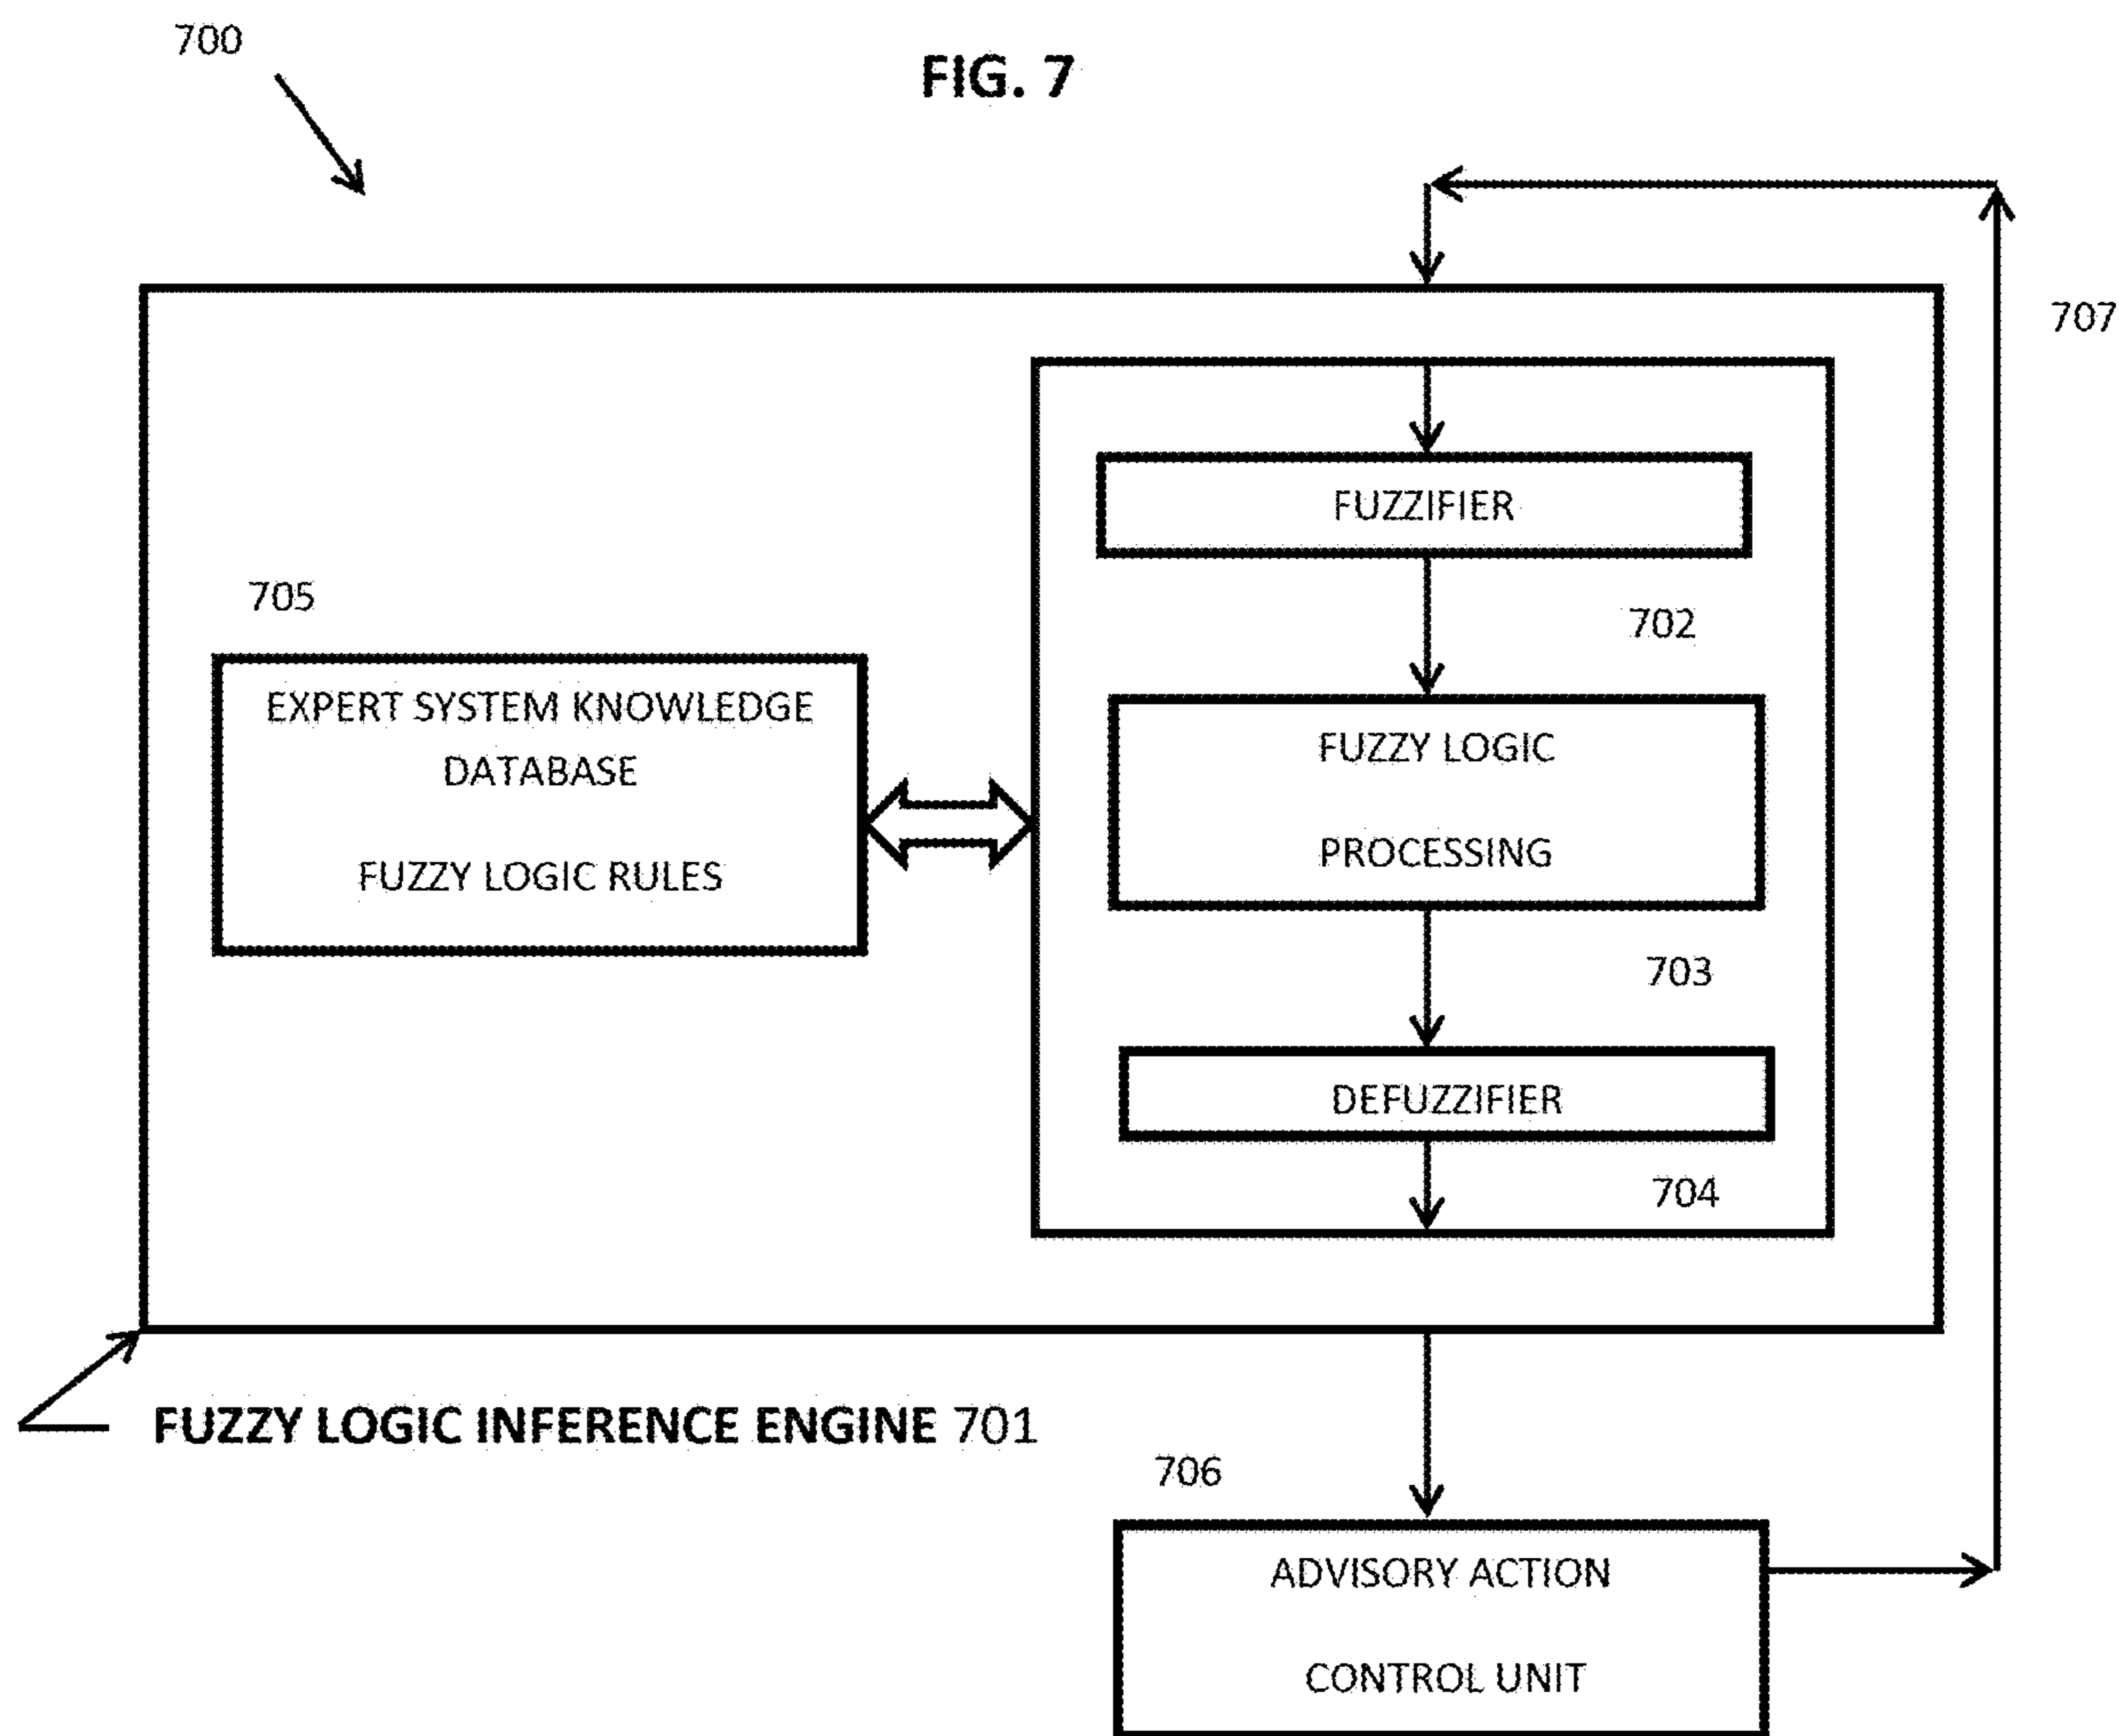 700
FIG. 7
707
FUZZIFIER
702
705
EXPERT SYSTEM KNOWLEDGE
DATABASE
FUZZY LOGIC RULES
FUZZY LOGIC
PROCESSING
703
DEFUZZIFIER
704
FUZZY LOGIC INFERENCE ENGINE 701
706
ADVISORY ACTION
CONTROL UNIT